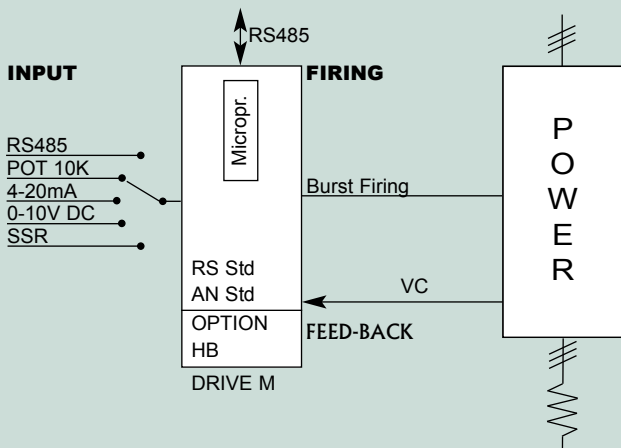 RS485
INPUT
FIRING
Micropr.
RS485
POT 10K
4-20mA
0-10V DC
SSR
Burst Firing
POWER
RS Std
AN Std
VC
OPTION
HB
FEED-BACK
DRIVE M